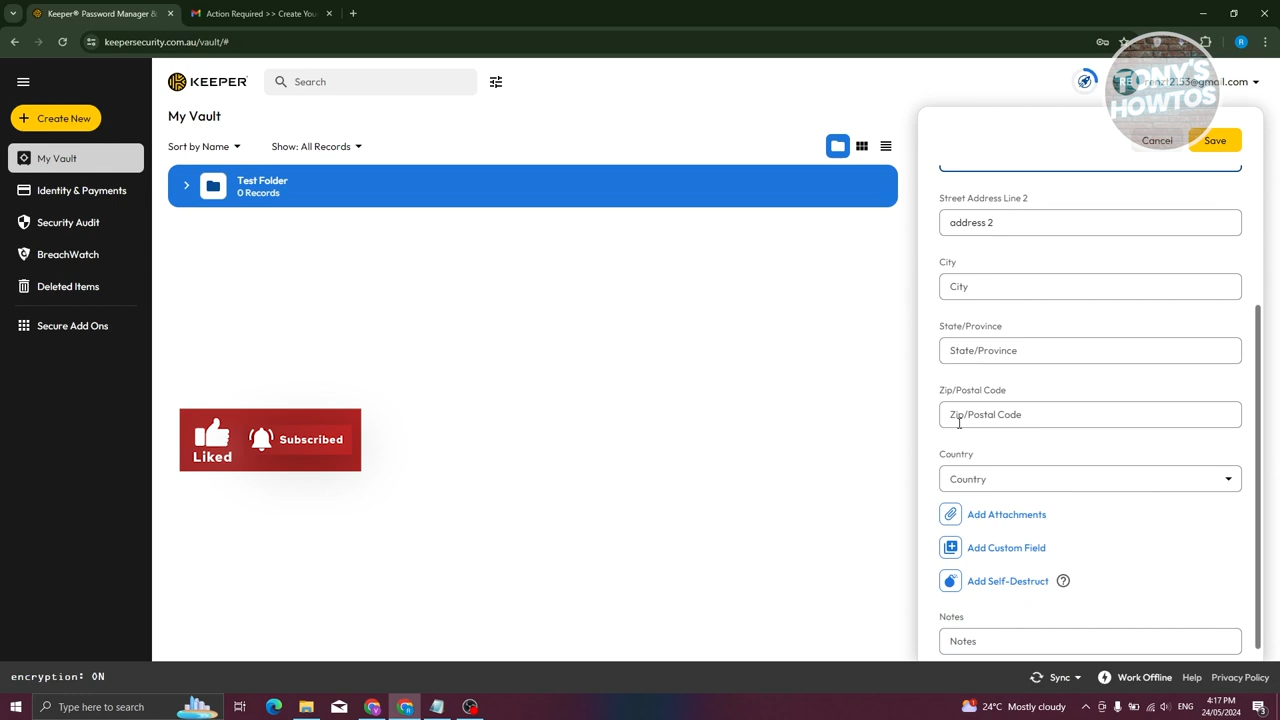 Keeper® Password Manager &
Action Required >> Create You
keepersecurity.com.au/vault/#
R
KEEPER
Search
RE
l.com
TONY'S
HOWTOS
Create New
My Vault
Identity & Payments
Security Audit
BreachWatch
Deleted Items
Secure Add Ons
My Vault
Sort by Name
Show: All Records
Test Folder
0 Records
Liked
Subscribed
Cancel
Save
Street Address Line 2
address 2
City
City
State/Province
State/Province
Zip/Postal Code
Zip/Postal Code
Country
Country
Add Attachments
Add Custom Field
Add Self-Destruct
Notes
Notes
encryption: ON
Sync
Work Offline
Help
Privacy Policy
Type here to search
24°C Mostly cloudy
4:17 PM
24/05/2024